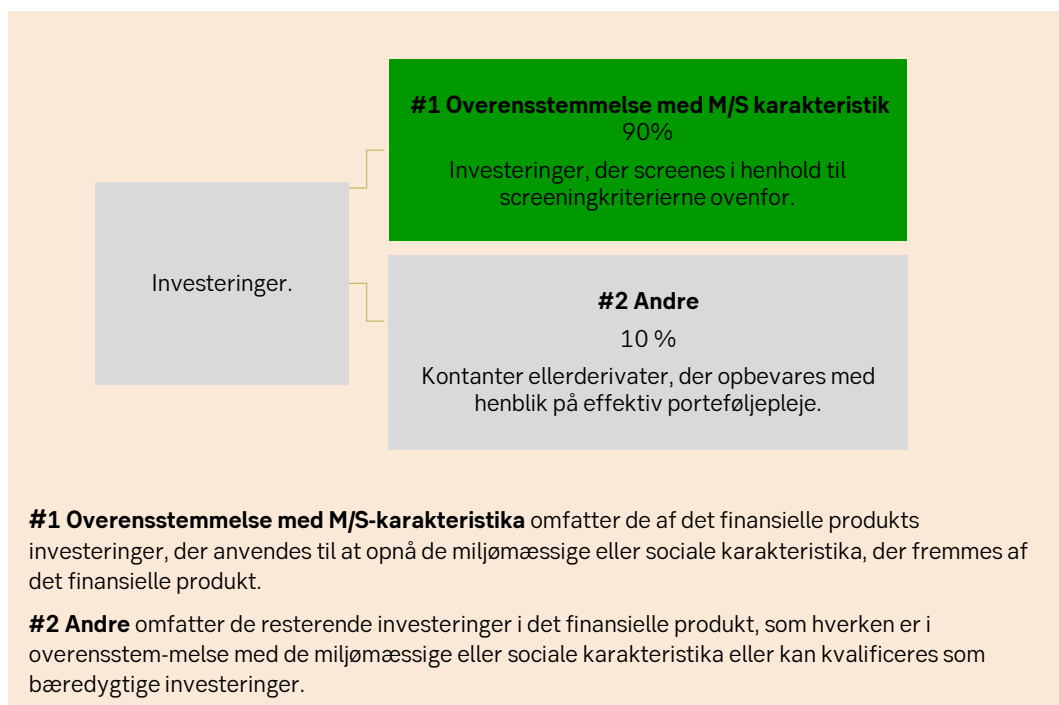 #1 Overensstemmelse med M/S karakteristik
90%
Investeringer, der screenes i henhold til
screeningkriterierne ovenfor.
Investeringer.
#2 Andre
10 %
Kontanter ellerderivater, der opbevares med
henblik på effektiv porteføljepleje.
#1 Overensstemmelse med M/S-karakteristika omfatter de af det finansielle produkts
investeringer, der anvendes til at opnå de miljømæssige eller sociale karakteristika, der fremmes af
det finansielle produkt.
#2 Andre omfatter de resterende investeringer i det finansielle produkt, som hverken er i
overensstem-melse med de miljømæssige eller sociale karakteristika eller kan kvalificeres som
bæredygtige investeringer.